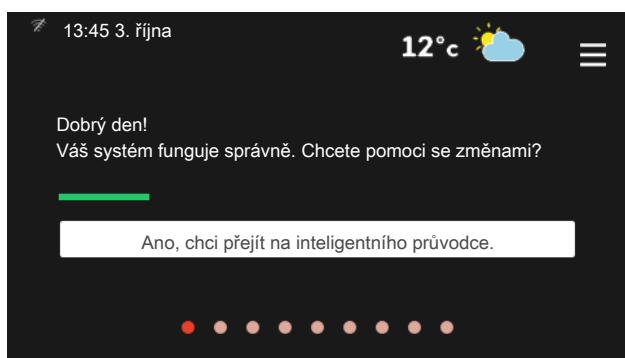 13:45 3. října
12°c
Dobrý den!
Váš systém funguje správně. Chcete pomoci se změnami?
Ano, chci přejít na inteligentního průvodce.